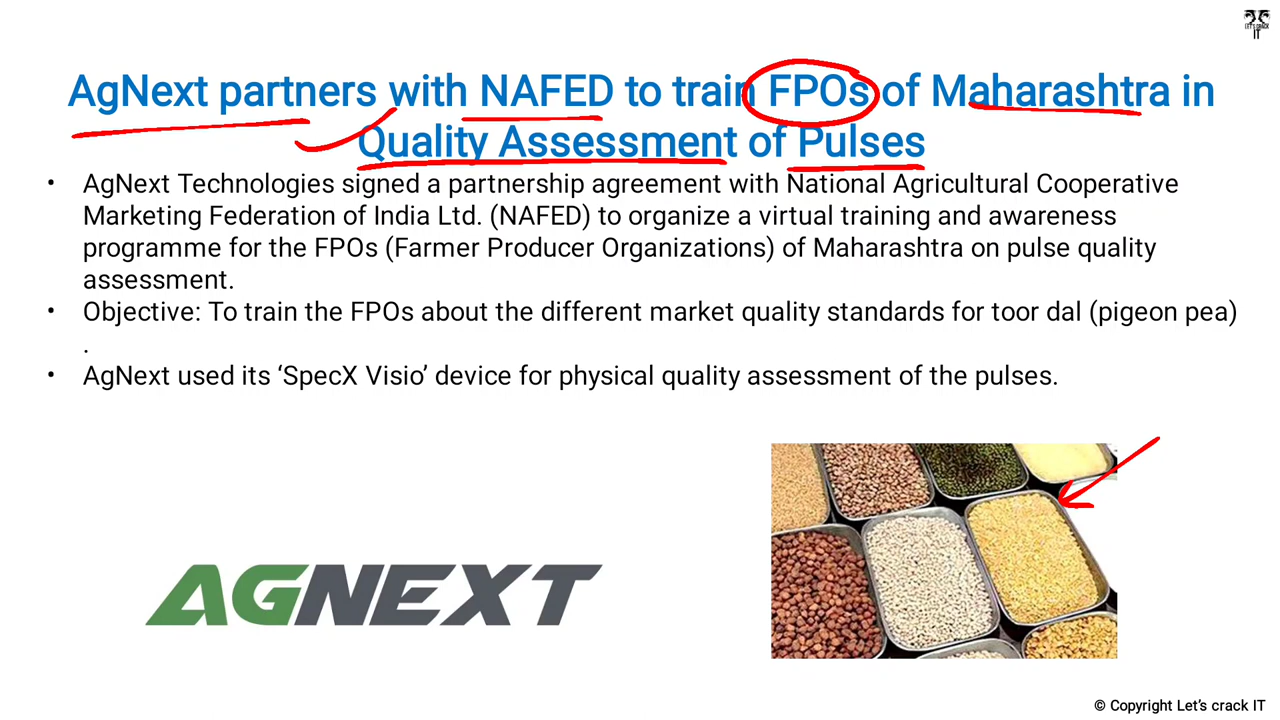 LET'S CRACK
IT
AgNext partners with NAFED to train FPOs of Maharashtra in
Quality Assessment of Pulses
• AgNext Technologies signed a partnership agreement with National Agricultural Cooperative
Marketing Federation of India Ltd. (NAFED) to organize a virtual training and awareness
programme for the FPOs (Farmer Producer Organizations) of Maharashtra on pulse quality
assessment.
• Objective: To train the FPOs about the different market quality standards for toor dal (pigeon pea)
.
• AgNext used its ‘SpecX Visio’ device for physical quality assessment of the pulses.
AGNEXT
© Copyright Let’s crack IT